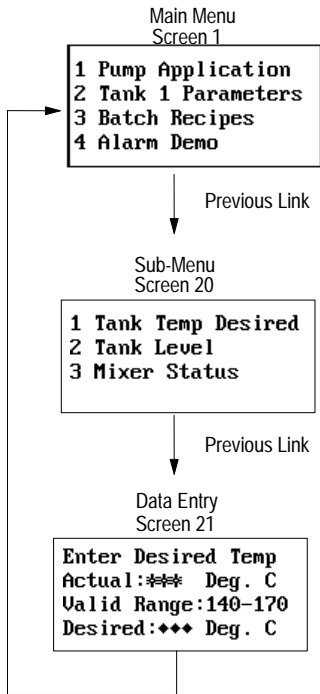 Main Menu
Screen 1
1 Pump Application
2 Tank 1 Parameters
3 Batch Recipes
4 Alarm Demo
Previous Link
Sub-Menu
Screen 20
1 Tank Temp Desired
2 Tank Level
3 Mixer Status
Previous Link
Data Entry
Screen 21
Enter Desired Temp
Actual:*** Deg. C
Valid Range:140-170
Desired:♦♦♦ Deg. C